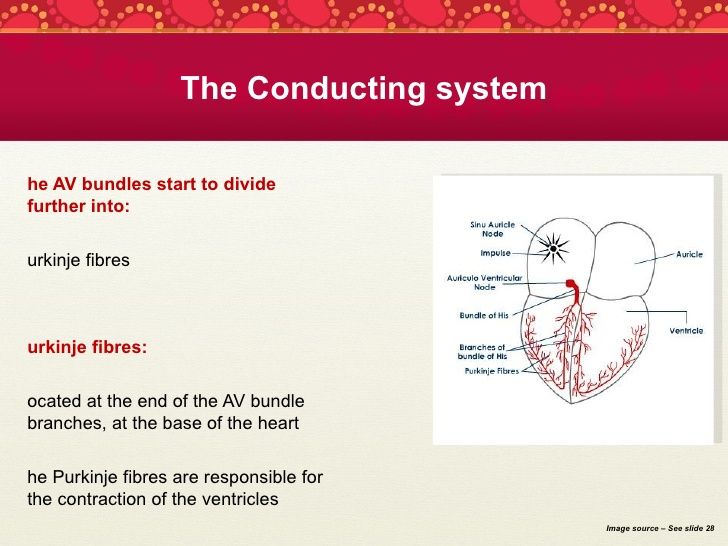 The Conducting system
he AV bundles start to divide
further into:
urkinje fibres
urkinje fibres:
ocated at the end of the AV bundle
branches, at the base of the heart
he Purkinje fibres are responsible for
the contraction of the ventricles
Sinu Auricle
Node
Impulse
Auriculo Ventricular
Node
Bundle of His
Branches of
bundle of His
Purkinje Fibres
Auricle
Ventricle
Image source – See slide 28